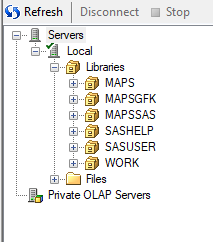 Refresh Disconnect Stop
Servers
Local
Libraries
MAPS
MAPSGFK
MAPSSAS
SASHELP
SASUSER
WORK
Files
Private OLAP Servers